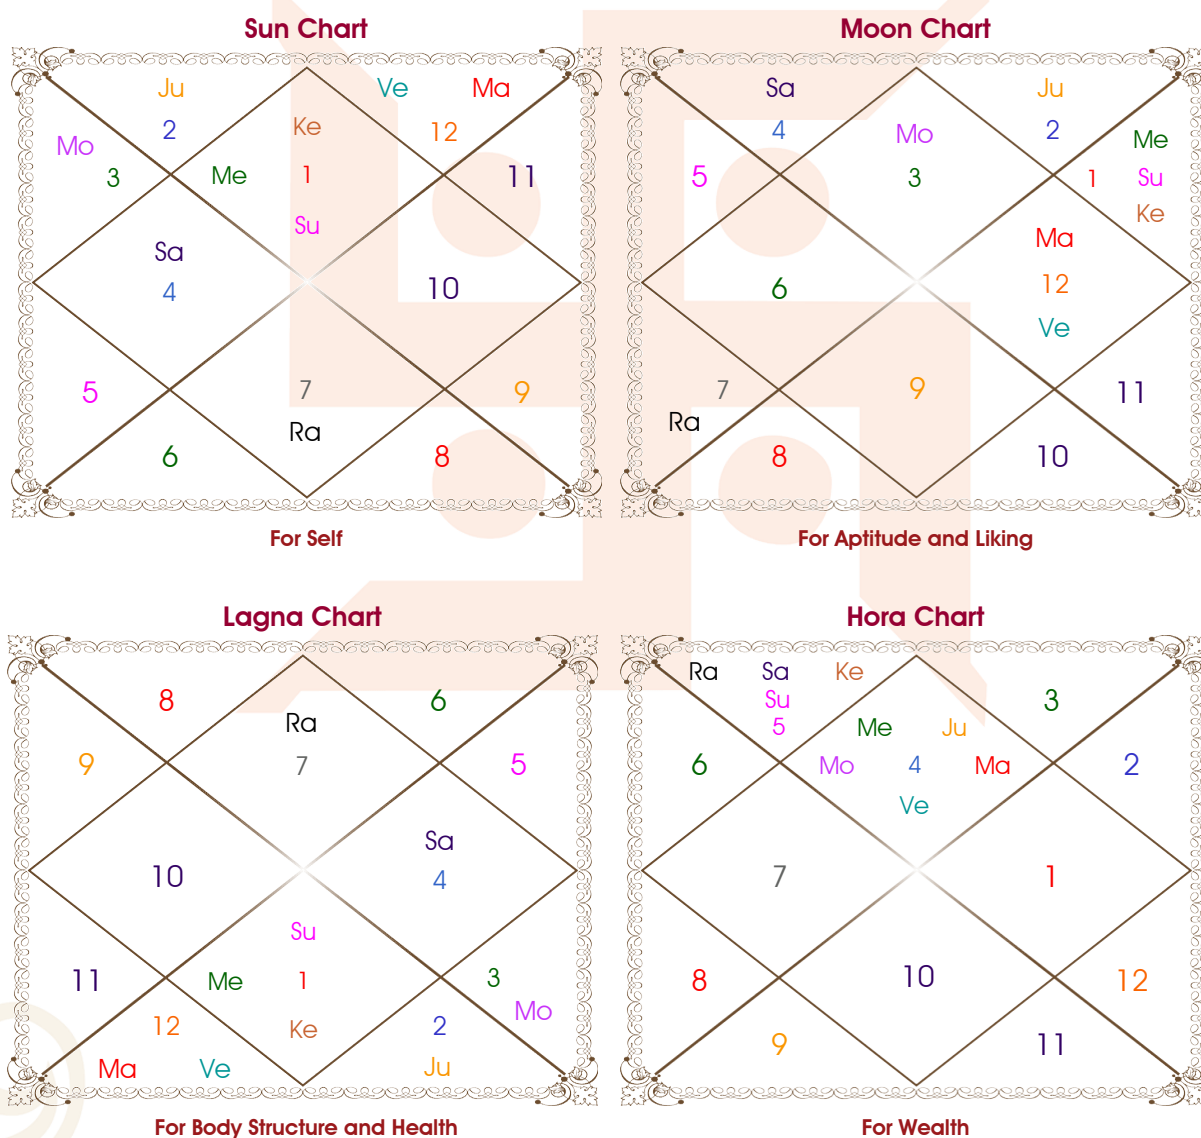 Sun Chart
Ju
Ve
Ma
Ke
2
12
Mo
3
Me
1
11
Su
Sa
4
10
5
7
9
Ra
6
8
For Self
Moon Chart
Sa
Ju
4
Mo
2
Me
5
3
1
Su
Ke
Ma
6
12
Ve
7
9
11
Ra
8
10
For Aptitude and Liking
Lagna Chart
8
6
Ra
9
7
5
Sa
10
4
Su
11
Me
1
3
Mo
12
Ke
2
Ma
Ve
Ju
For Body Structure and Health
Hora Chart
Ra
Sa
Ke
Su
3
5
Me
Ju
6
Mo
4
Ma
2
Ve
7
1
8
10
12
9
11
For Wealth